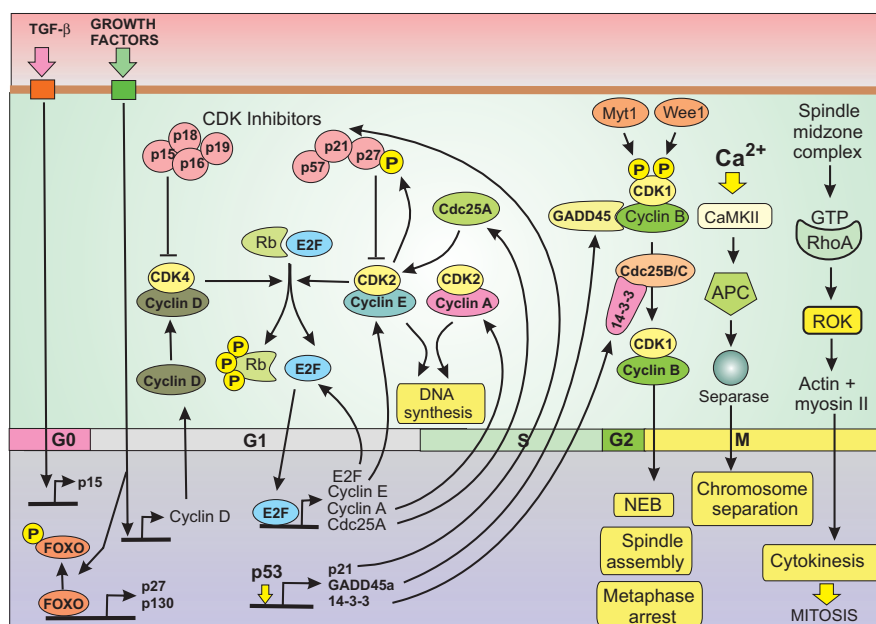 TGF-β
GROWTH
FACTORS
CDK Inhibitors
p18
p15
p19
p16
p21
p57
p27
P
Myt1
Wee1
P P
CDK1
Cyclin B
GADD45
Spindle
midzone
complex
Ca²⁺
CaMKII
GTP
RhoA
Cdc25A
Rb
E2F
CDK4
Cyclin D
CDK2
Cyclin E
CDK2
Cyclin A
Cdc25B/C
14-3-3
APC
ROK
P
P
P
Rb
E2F
Cyclin D
DNA
synthesis
CDK1
Cyclin B
Separase
Actin +
myosin II
G0
G1
S
G2
M
p15
Cyclin D
E2F
E2F
Cyclin E
Cyclin A
Cdc25A
NEB
Chromosome
separation
P
FOXO
FOXO
p27
p130
p53
p21
GADD45a
14-3-3
Spindle
assembly
Metaphase
arrest
Cytokinesis
MITOSIS